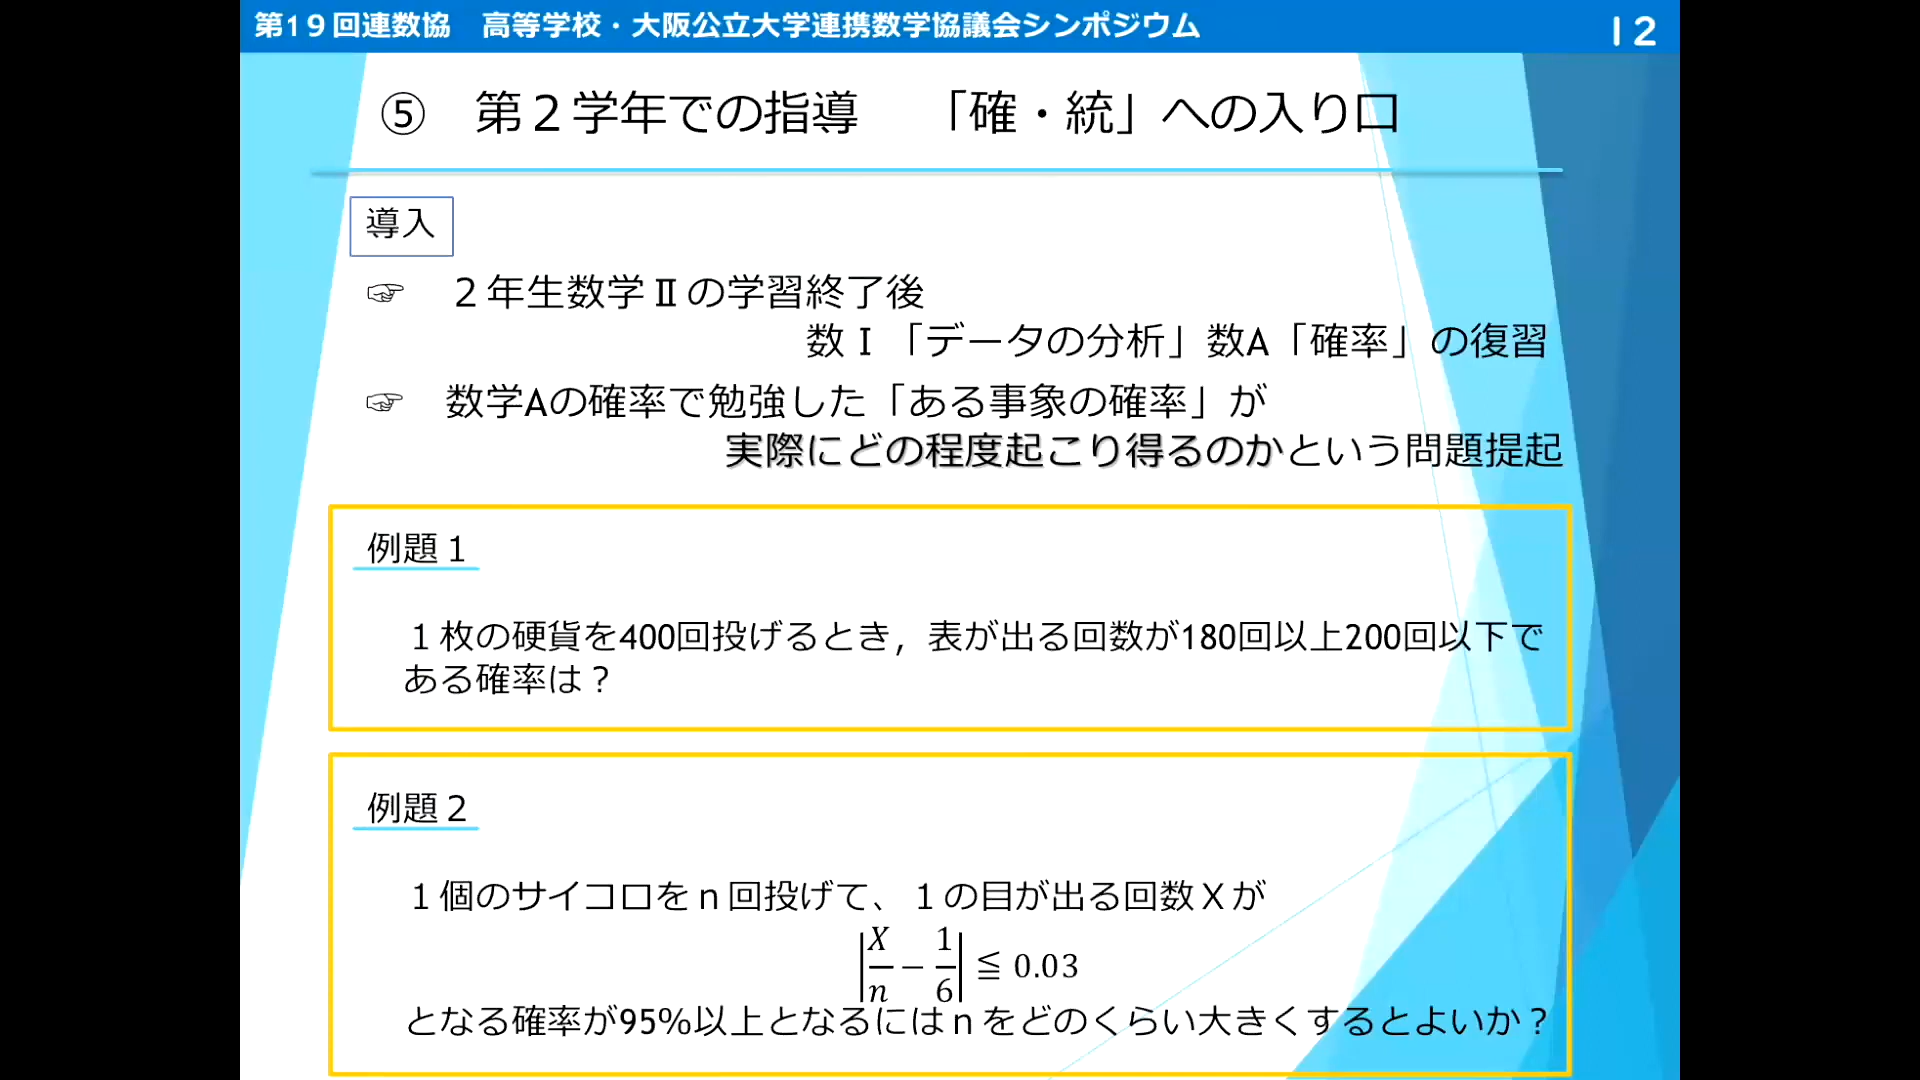 第19回連数協　高等学校・大阪公立大学連携数学協議会シンポジウム
12
⑤　第２学年での指導　「確・統」への入り口
導入
☞　２年生数学Ⅱの学習終了後
数Ⅰ「データの分析」数A「確率」の復習
☞　数学Aの確率で勉強した「ある事象の確率」が
実際にどの程度起こり得るのかという問題提起
例題１
１枚の硬貨を400回投げるとき，表が出る回数が180回以上200回以下で
ある確率は？
例題２
１個のサイコロをｎ回投げて、１の目が出る回数Ｘが
|X/n − 1/6| ≦ 0.03
となる確率が95%以上となるにはｎをどのくらい大きくするとよいか？